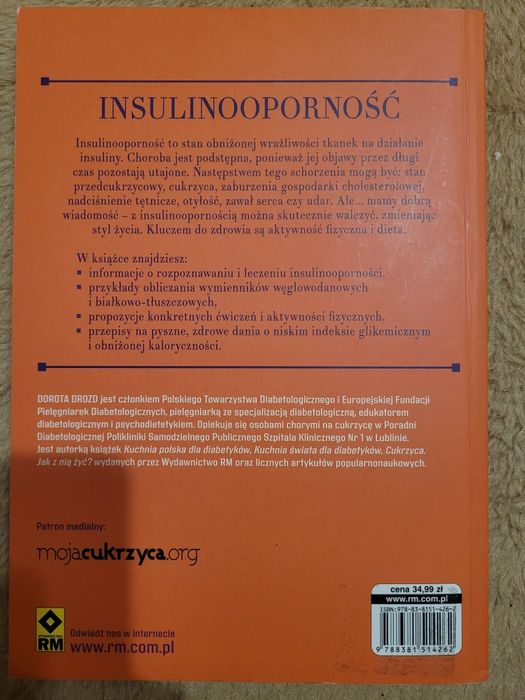 INSULINOOPORNOŚĆ
Insulinooporność to stan obniżonej wrażliwości tkanek na działanie
insuliny. Choroba jest podstępna, ponieważ jej objawy przez długi
czas pozostają utajone. Następstwem tego schorzenia mogą być: stan
przedcukrzycowy, cukrzyca, zaburzenia gospodarki cholesterolowej,
nadciśnienie tętnicze, otyłość, zawał serca czy udar. Ale... mamy dobrą
wiadomość – z insulinoopornością można skutecznie walczyć, zmieniając
styl życia. Kluczem do zdrowia są aktywność fizyczna i dieta.
W książce znajdziesz:
▪ informacje o rozpoznawaniu i leczeniu insulinooporności,
▪ przykłady obliczania wymienników węglowodanowych
i białkowo-tłuszczowych,
▪ propozycje konkretnych ćwiczeń i aktywności fizycznych,
▪ przepisy na pyszne, zdrowe dania o niskim indeksie glikemicznym
i obniżonej kaloryczności.
DOROTA DROZD jest członkiem Polskiego Towarzystwa Diabetologicznego i Europejskiej Fundacji
Pielęgniarek Diabetologicznych, pielęgniarką ze specjalizacją diabetologiczną, edukatorem
diabetologicznym i psychodietetykiem. Opiekuje się osobami chorymi na cukrzycę w Poradni
Diabetologicznej Polikliniki Samodzielnego Publicznego Szpitala Klinicznego Nr 1 w Lublinie.
Jest autorką książek Kuchnia polska dla diabetyków, Kuchnia świata dla diabetyków, Cukrzyca.
Jak z nią żyć? wydanych przez Wydawnictwo RM oraz licznych artykułów popularnonaukowych.
Patron medialny:
mojacukrzyca.org
WYDAWNICTWO
RM
Odwiedź nas w Internecie
www.rm.com.pl
cena 34,99 zł
www.rm.com.pl
ISBN: 978-83-8151-426-2
9 788381 514262